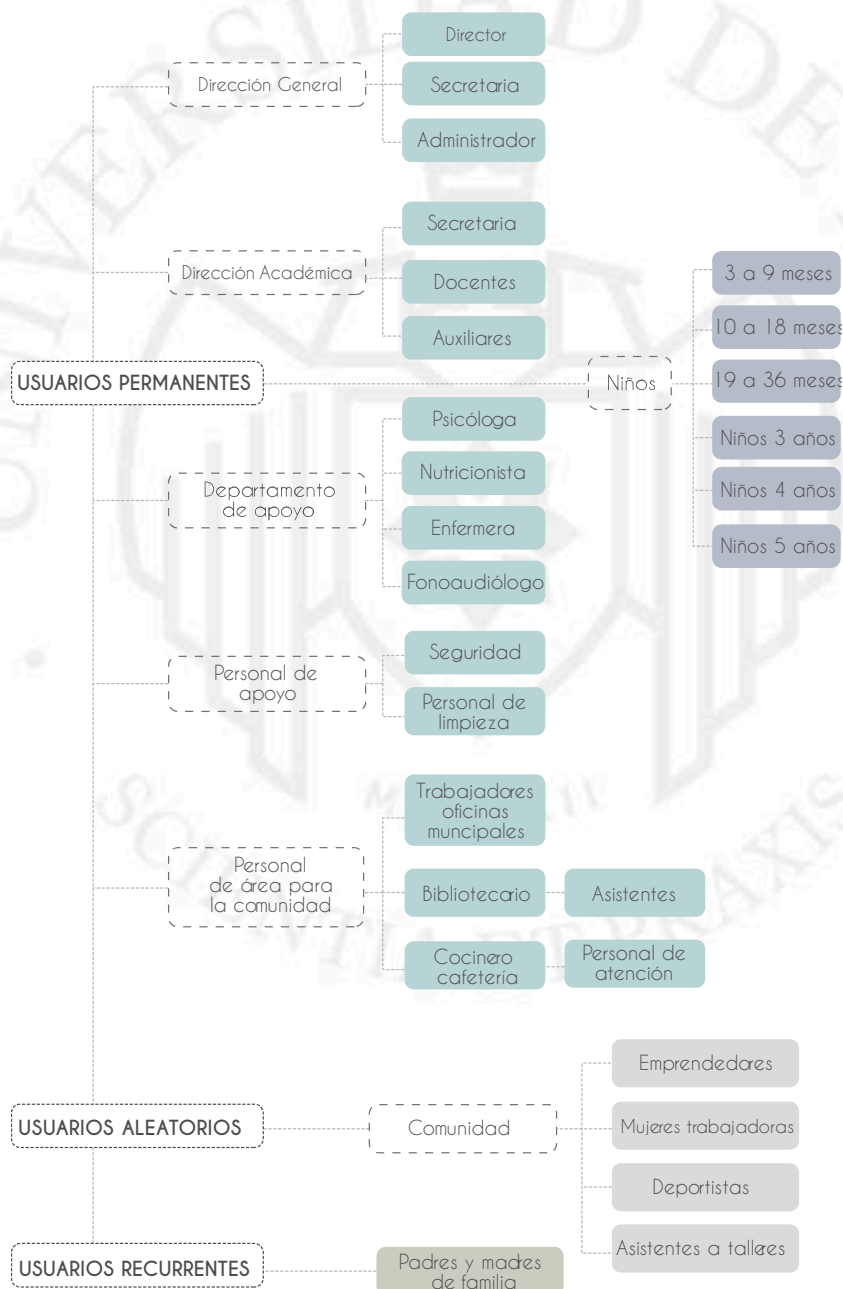 Director
Dirección General
Secretaria
Administrador
Secretaria
Dirección Académica
Docentes
Auxiliares
3 a 9 meses
10 a 18 meses
USUARIOS PERMANENTES
Niños
19 a 36 meses
Niños 3 años
Niños 4 años
Niños 5 años
Psicóloga
Departamento
de apoyo
Nutricionista
Enfermera
Fonoaudiólogo
Personal de
apoyo
Seguridad
Personal de
limpieza
Trabajadores
oficinas
muncipales
Personal
de área para
la comunidad
Bibliotecario
Asistentes
Cocinero
cafetería
Personal de
atención
Emprendedores
USUARIOS ALEATORIOS
Comunidad
Mujeres trabajadoras
Deportistas
Asistentes a talleres
USUARIOS RECURRENTES
Padres y madres
de familia
SCIENTIA ET PRAXIS